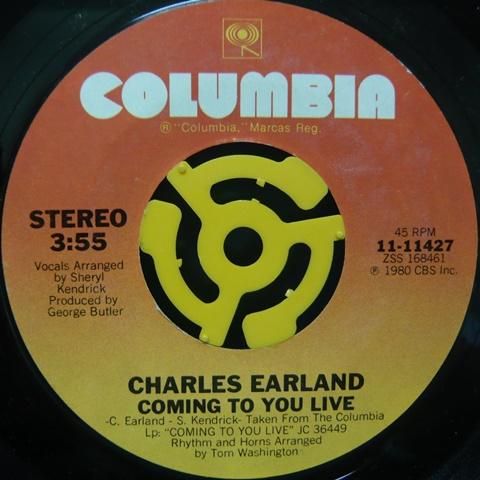 COLUMBIA
® "Columbia," Marcas Reg.
STEREO
3:55
Vocals Arranged
by Sheryl
Kendrick
Produced by
George Butler
45 RPM
11-11427
ZSS 168461
℗ 1980 CBS Inc.
CHARLES EARLAND
COMING TO YOU LIVE
-C. Earland - S. Kendrick- Taken From The Columbia
Lp: "COMING TO YOU LIVE" JC 36449
Rhythm and Horns Arranged
by Tom Washington